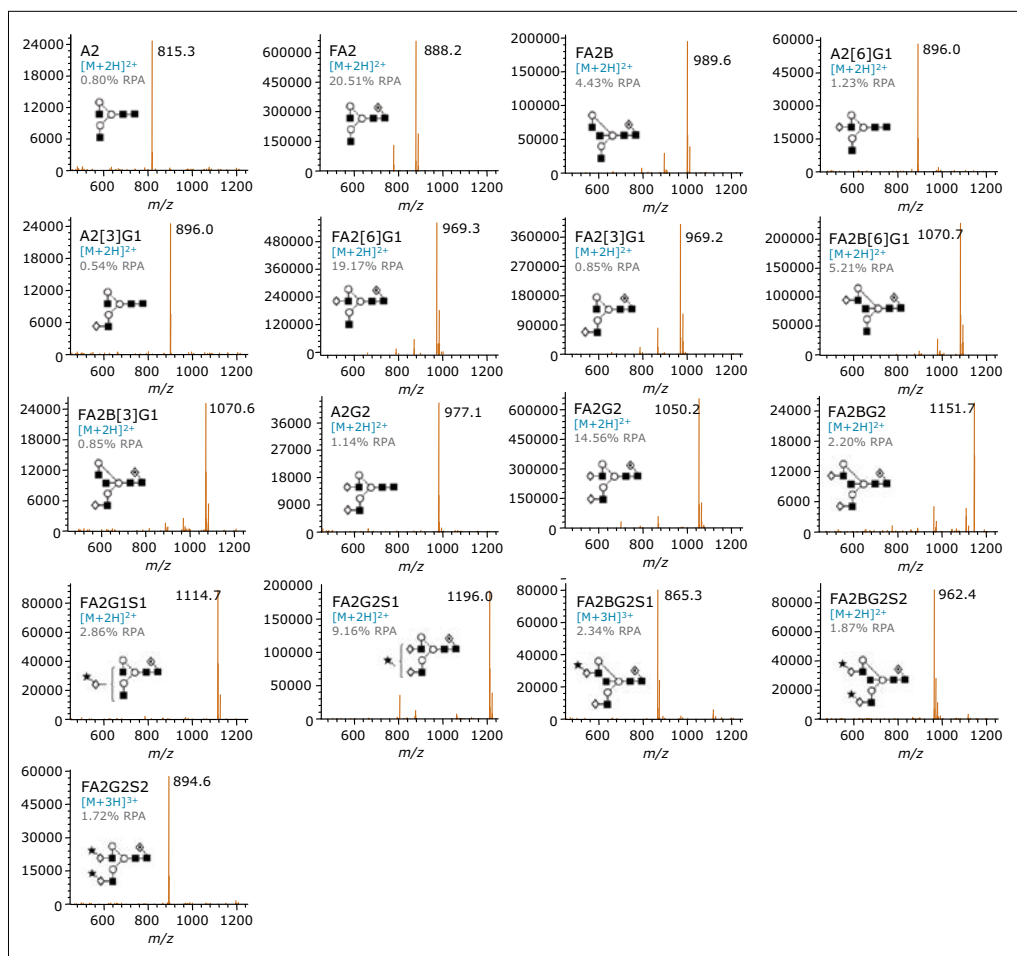 A2
[M+2H]²⁺
0.80% RPA
815.3
24000
18000
12000
6000
0
600 800 1000 1200
m/z
FA2
[M+2H]²⁺
20.51% RPA
888.2
600000
450000
300000
150000
0
600 800 1000 1200
m/z
FA2B
[M+2H]²⁺
4.43% RPA
989.6
200000
150000
100000
50000
0
600 800 1000 1200
m/z
A2[6]G1
[M+2H]²⁺
1.23% RPA
896.0
60000
45000
30000
15000
0
600 800 1000 1200
m/z
A2[3]G1
[M+2H]²⁺
0.54% RPA
896.0
24000
18000
12000
6000
0
600 800 1000 1200
m/z
FA2[6]G1
[M+2H]²⁺
19.17% RPA
969.3
480000
360000
240000
120000
0
600 800 1000 1200
m/z
FA2[3]G1
[M+2H]²⁺
0.85% RPA
969.2
360000
270000
180000
90000
0
600 800 1000 1200
m/z
FA2B[6]G1
[M+2H]²⁺
5.21% RPA
1070.7
200000
150000
100000
50000
0
600 800 1000 1200
m/z
FA2B[3]G1
[M+2H]²⁺
0.85% RPA
1070.6
24000
18000
12000
6000
0
600 800 1000 1200
m/z
A2G2
[M+2H]²⁺
1.14% RPA
977.1
36000
27000
18000
9000
0
600 800 1000 1200
m/z
FA2G2
[M+2H]²⁺
14.56% RPA
1050.2
600000
450000
300000
150000
0
600 800 1000 1200
m/z
FA2BG2
[M+2H]²⁺
2.20% RPA
1151.7
24000
18000
12000
6000
0
600 800 1000 1200
m/z
FA2G1S1
[M+2H]²⁺
2.86% RPA
1114.7
80000
60000
40000
20000
0
600 800 1000 1200
m/z
FA2G2S1
[M+2H]²⁺
9.16% RPA
1196.0
200000
150000
100000
50000
0
600 800 1000 1200
m/z
FA2BG2S1
[M+3H]³⁺
2.34% RPA
865.3
80000
60000
40000
20000
0
600 800 1000 1200
m/z
FA2BG2S2
[M+2H]²⁺
1.87% RPA
962.4
80000
60000
40000
20000
0
600 800 1000 1200
m/z
FA2G2S2
[M+3H]³⁺
1.72% RPA
894.6
60000
45000
30000
15000
0
600 800 1000 1200
m/z